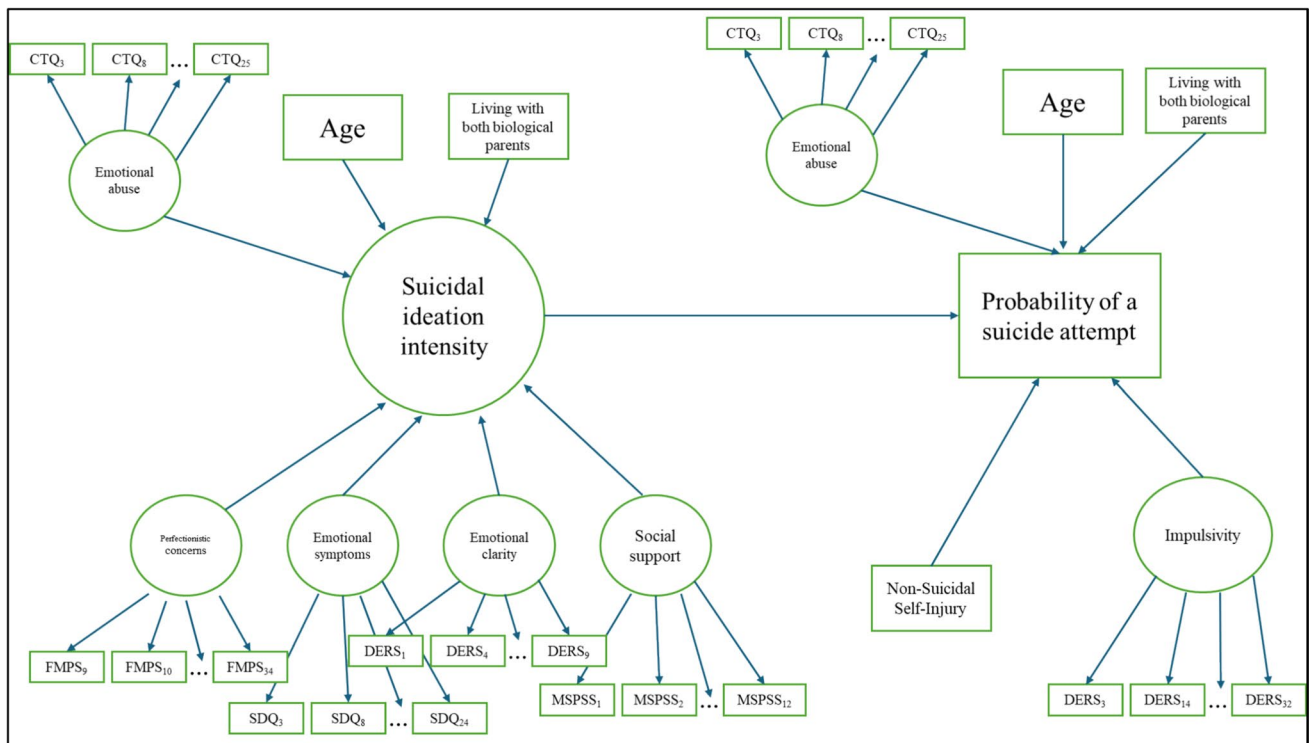 CTQ₃
CTQ₈
...
CTQ₂₅
Emotional
abuse
Age
Living with
both biological
parents
CTQ₃
CTQ₈
...
CTQ₂₅
Emotional
abuse
Age
Living with
both biological
parents
Suicidal
ideation
intensity
Probability of a
suicide attempt
Perfectionistic
concerns
Emotional
symptoms
Emotional
clarity
Social
support
Non-Suicidal
Self-Injury
Impulsivity
FMPS₉
FMPS₁₀
...
FMPS₃₄
SDQ₃
SDQ₈
...
SDQ₂₄
DERS₁
DERS₄
...
DERS₉
MSPSS₁
MSPSS₂
...
MSPSS₁₂
DERS₃
DERS₁₄
...
DERS₃₂